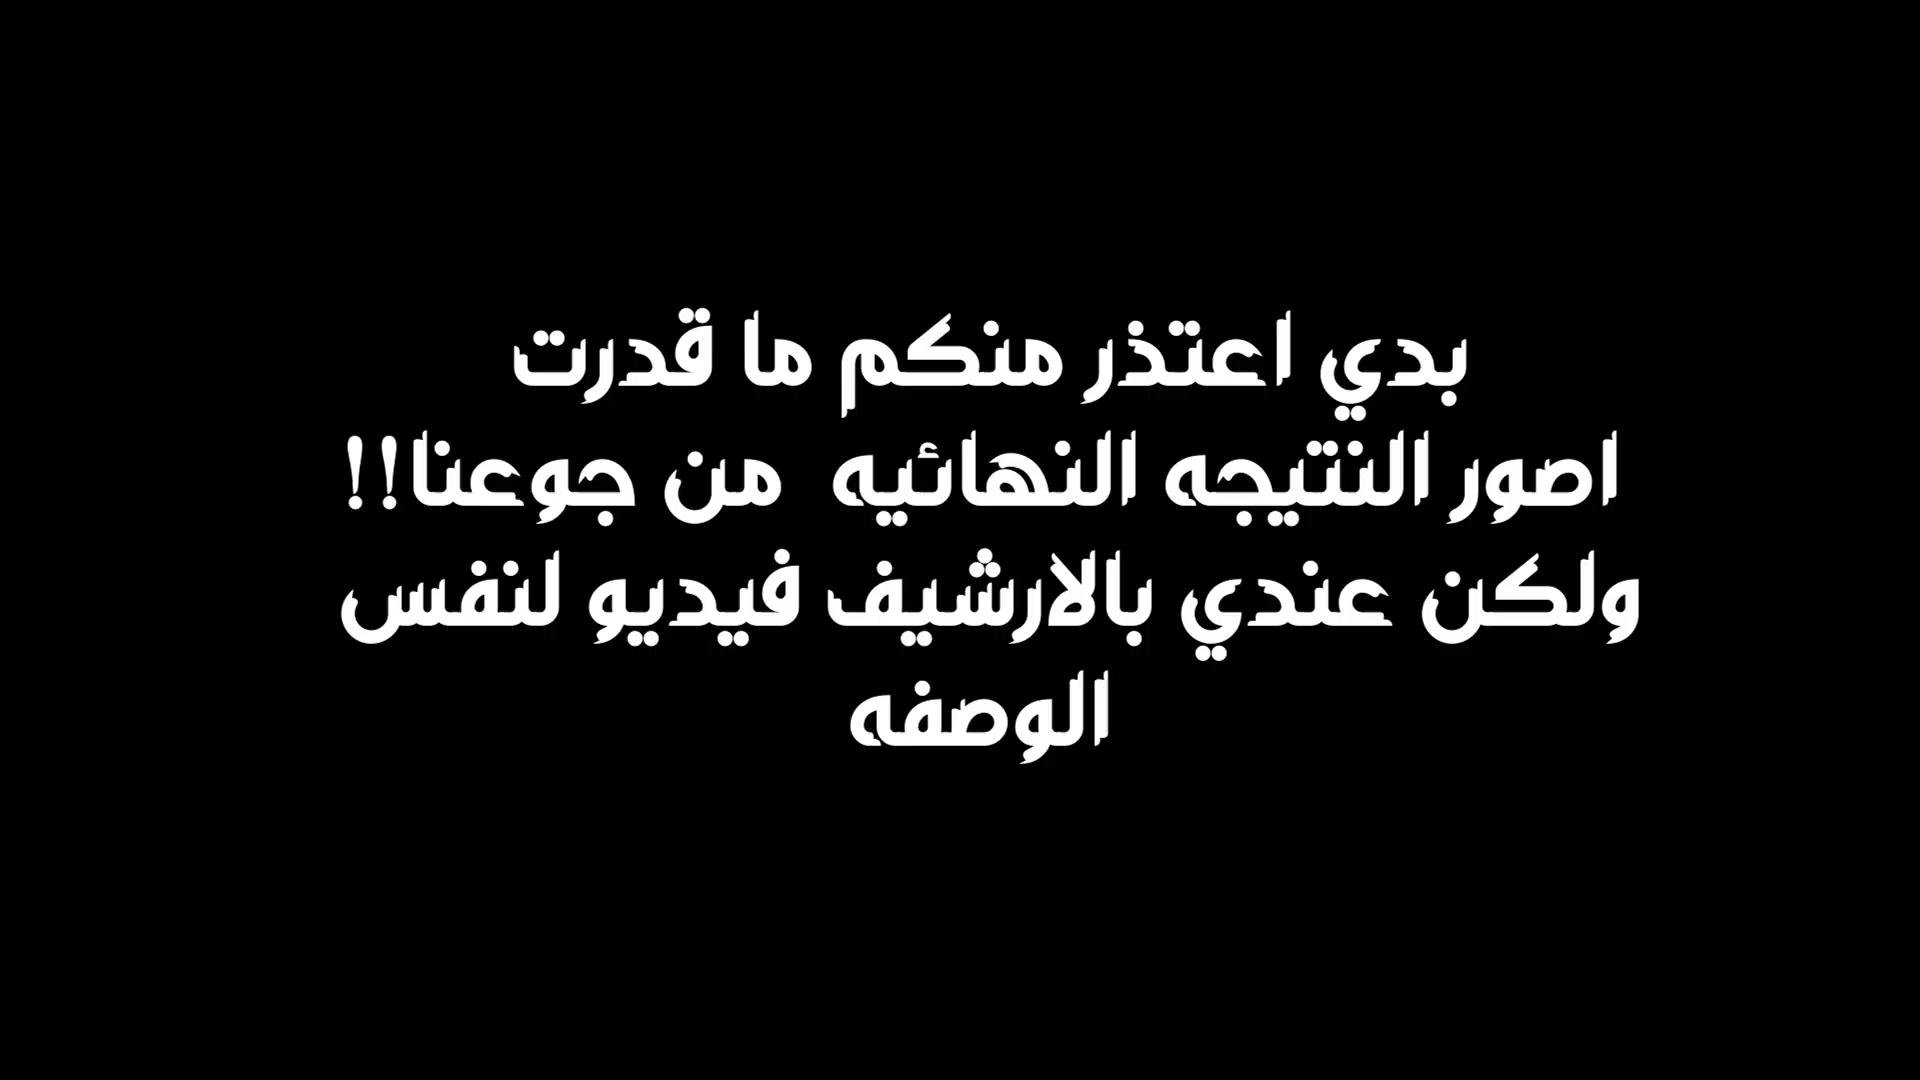 بدي اعتذر منكم ما قدرت
اصور النتيجه النهائيه من جوعنا!!
ولكن عندي بالارشيف فيديو لنفس
الوصفه